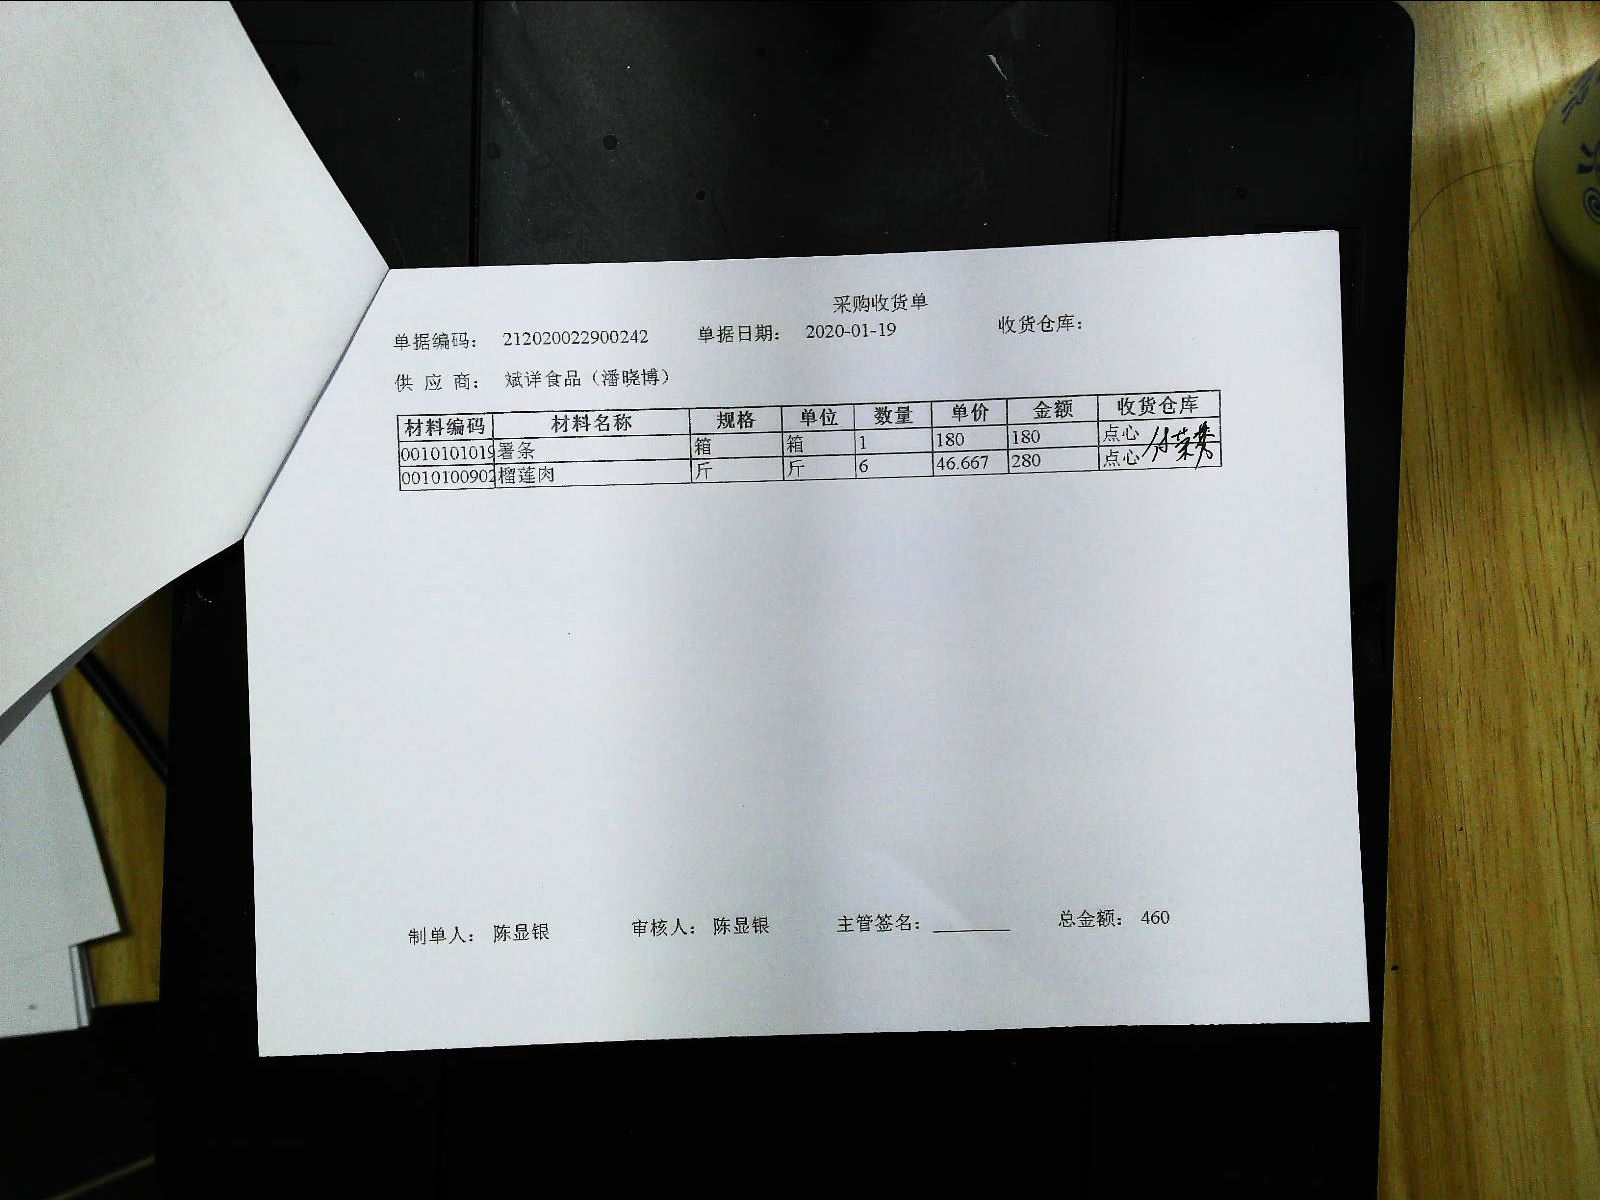 采购收货单
单据编码： 212020022900242 单据日期： 2020-01-19 收货仓库：
供 应 商： 斌详食品（潘晓博）
材料编码 材料名称 规格 单位 数量 单价 金额 收货仓库
0010101019 薯条 箱 箱 1 180 180 点心
0010100902 榴莲肉 斤 斤 6 46.667 280 点心
制单人： 陈显银 审核人： 陈显银 主管签名： 总金额： 460